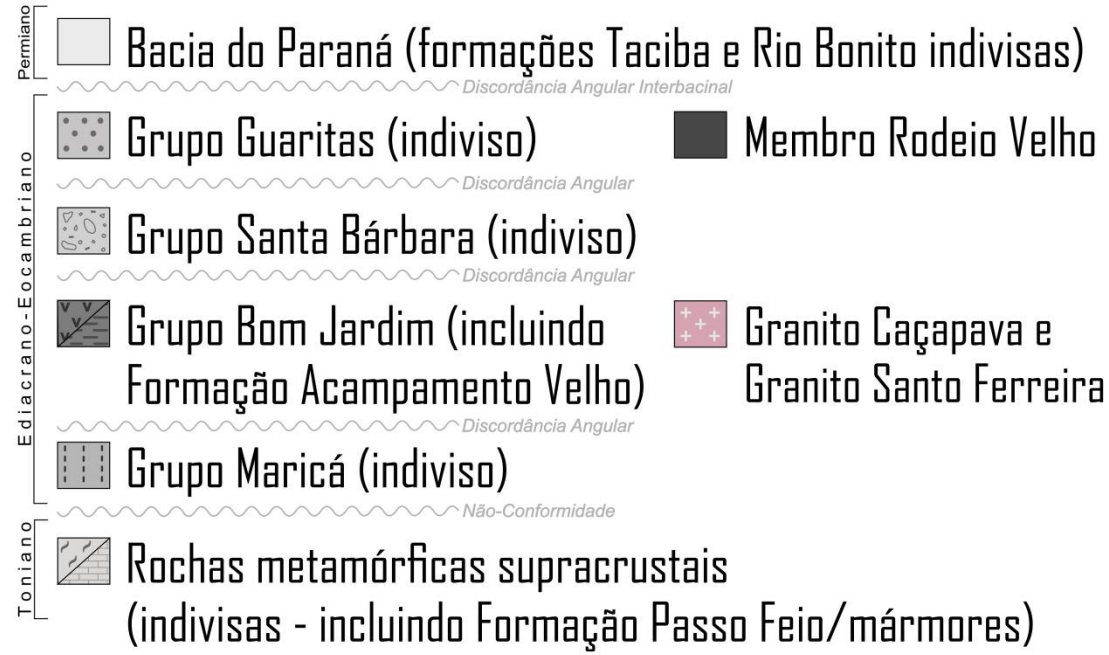 Permiano
Bacia do Paraná (formações Taciba e Rio Bonito indivisas)
Discordância Angular Interbacinal
Ediacrano-Eocambriano
Grupo Guaritas (indiviso)
Membro Rodeio Velho
Discordância Angular
Grupo Santa Bárbara (indiviso)
Discordância Angular
Grupo Bom Jardim (incluindo
Formação Acampamento Velho)
Granito Caçapava e
Granito Santo Ferreira
Discordância Angular
Grupo Maricá (indiviso)
Não-Conformidade
Toniano
Rochas metamórficas supracrustais
(indivisas - incluindo Formação Passo Feio/mármores)